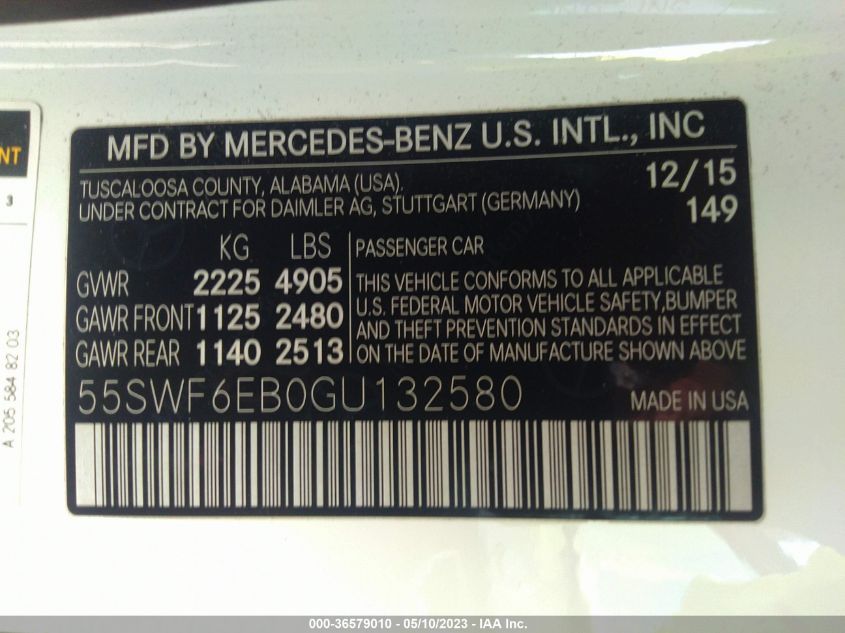 MFD BY MERCEDES-BENZ U.S. INTL., INC
TUSCALOOSA COUNTY, ALABAMA (USA).
UNDER CONTRACT FOR DAIMLER AG, STUTTGART (GERMANY)
12/15
149
KG LBS
GVWR 2225 4905
GAWR FRONT 1125 2480
GAWR REAR 1140 2513
PASSENGER CAR
THIS VEHICLE CONFORMS TO ALL APPLICABLE
U.S. FEDERAL MOTOR VEHICLE SAFETY, BUMPER
AND THEFT PREVENTION STANDARDS IN EFFECT
ON THE DATE OF MANUFACTURE SHOWN ABOVE
55SWF6EB0GU132580
MADE IN USA
NT
3
A 205 584 82 03
000-36579010 - 05/10/2023 - IAA Inc.